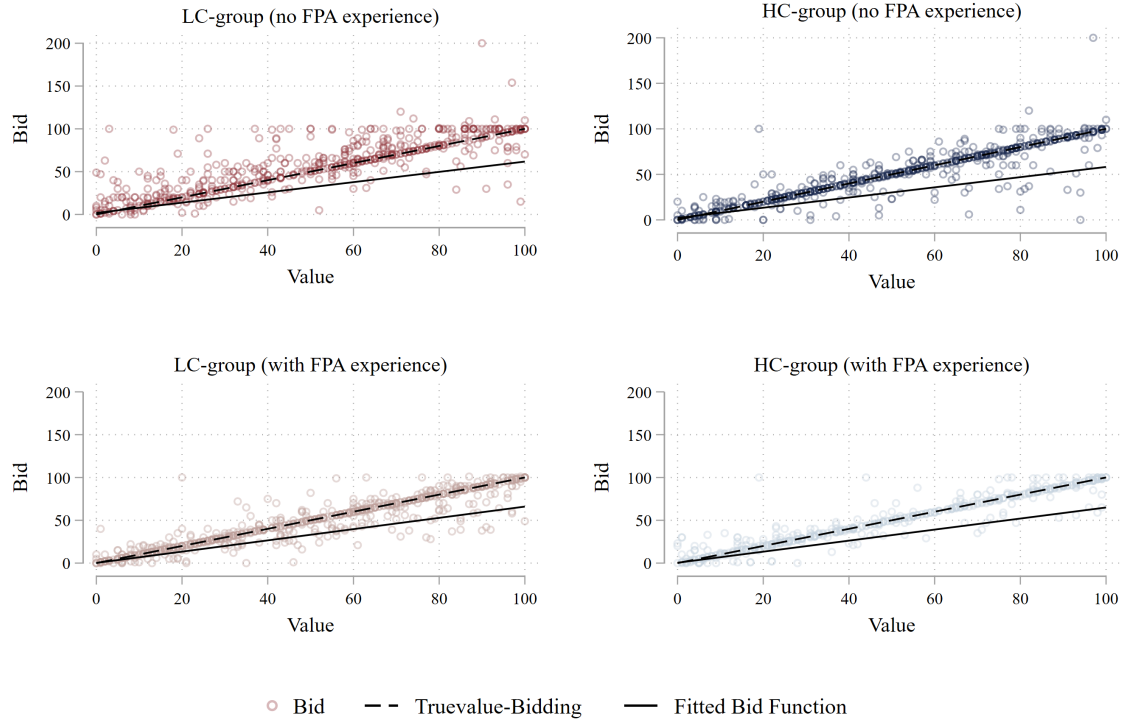 LC-group (no FPA experience)
200
150
100
50
0
Bid
0 20 40 60 80 100
Value
HC-group (no FPA experience)
200
150
100
50
0
Bid
0 20 40 60 80 100
Value
LC-group (with FPA experience)
200
150
100
50
0
Bid
0 20 40 60 80 100
Value
HC-group (with FPA experience)
200
150
100
50
0
Bid
0 20 40 60 80 100
Value
Bid Truevalue-Bidding Fitted Bid Function